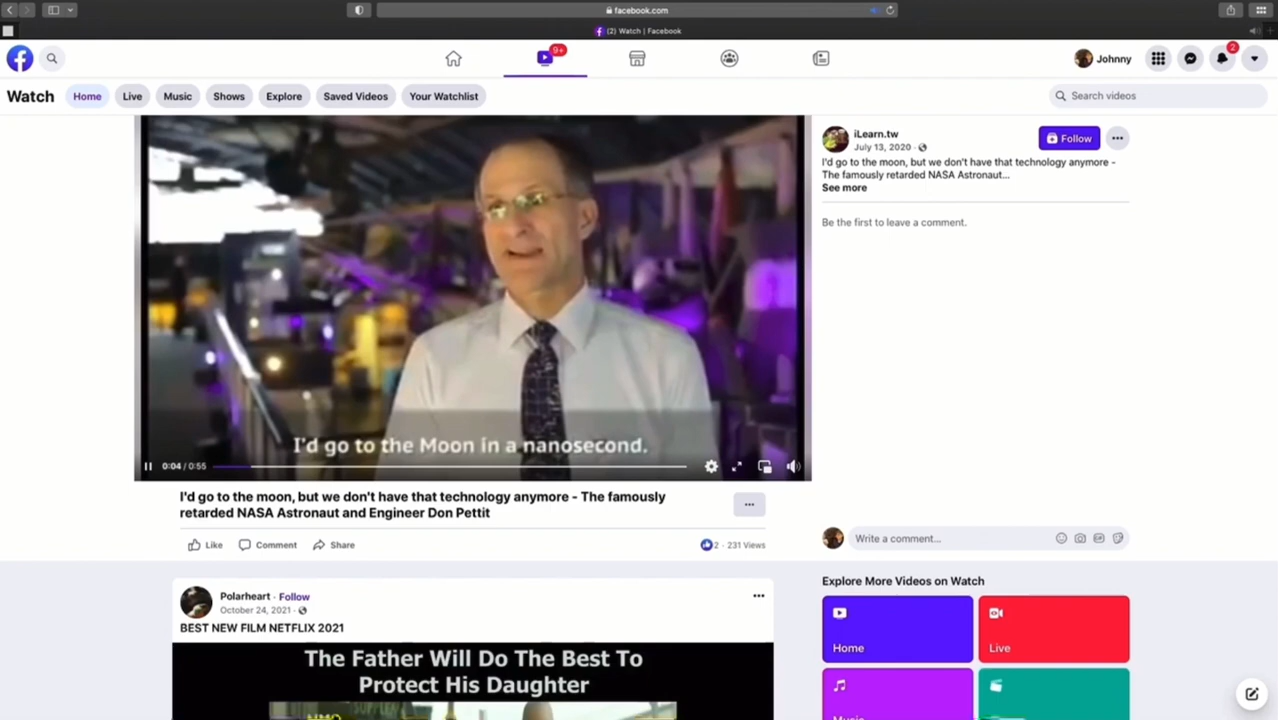 facebook.com
(2) Watch | Facebook
9+
Johnny
2
Watch
Home
Live
Music
Shows
Explore
Saved Videos
Your Watchlist
Search videos
I'd go to the Moon in a nanosecond.
0:04 / 0:55
I'd go to the moon, but we don't have that technology anymore - The famously
retarded NASA Astronaut and Engineer Don Pettit
Like
Comment
Share
2 · 231 Views
iLearn.tw
Follow
July 13, 2020 ·
I'd go to the moon, but we don't have that technology anymore -
The famously retarded NASA Astronaut...
See more
Be the first to leave a comment.
Write a comment...
Polarheart · Follow
October 24, 2021 ·
BEST NEW FILM NETFLIX 2021
The Father Will Do The Best To
Protect His Daughter
Explore More Videos on Watch
Home
Live
Music